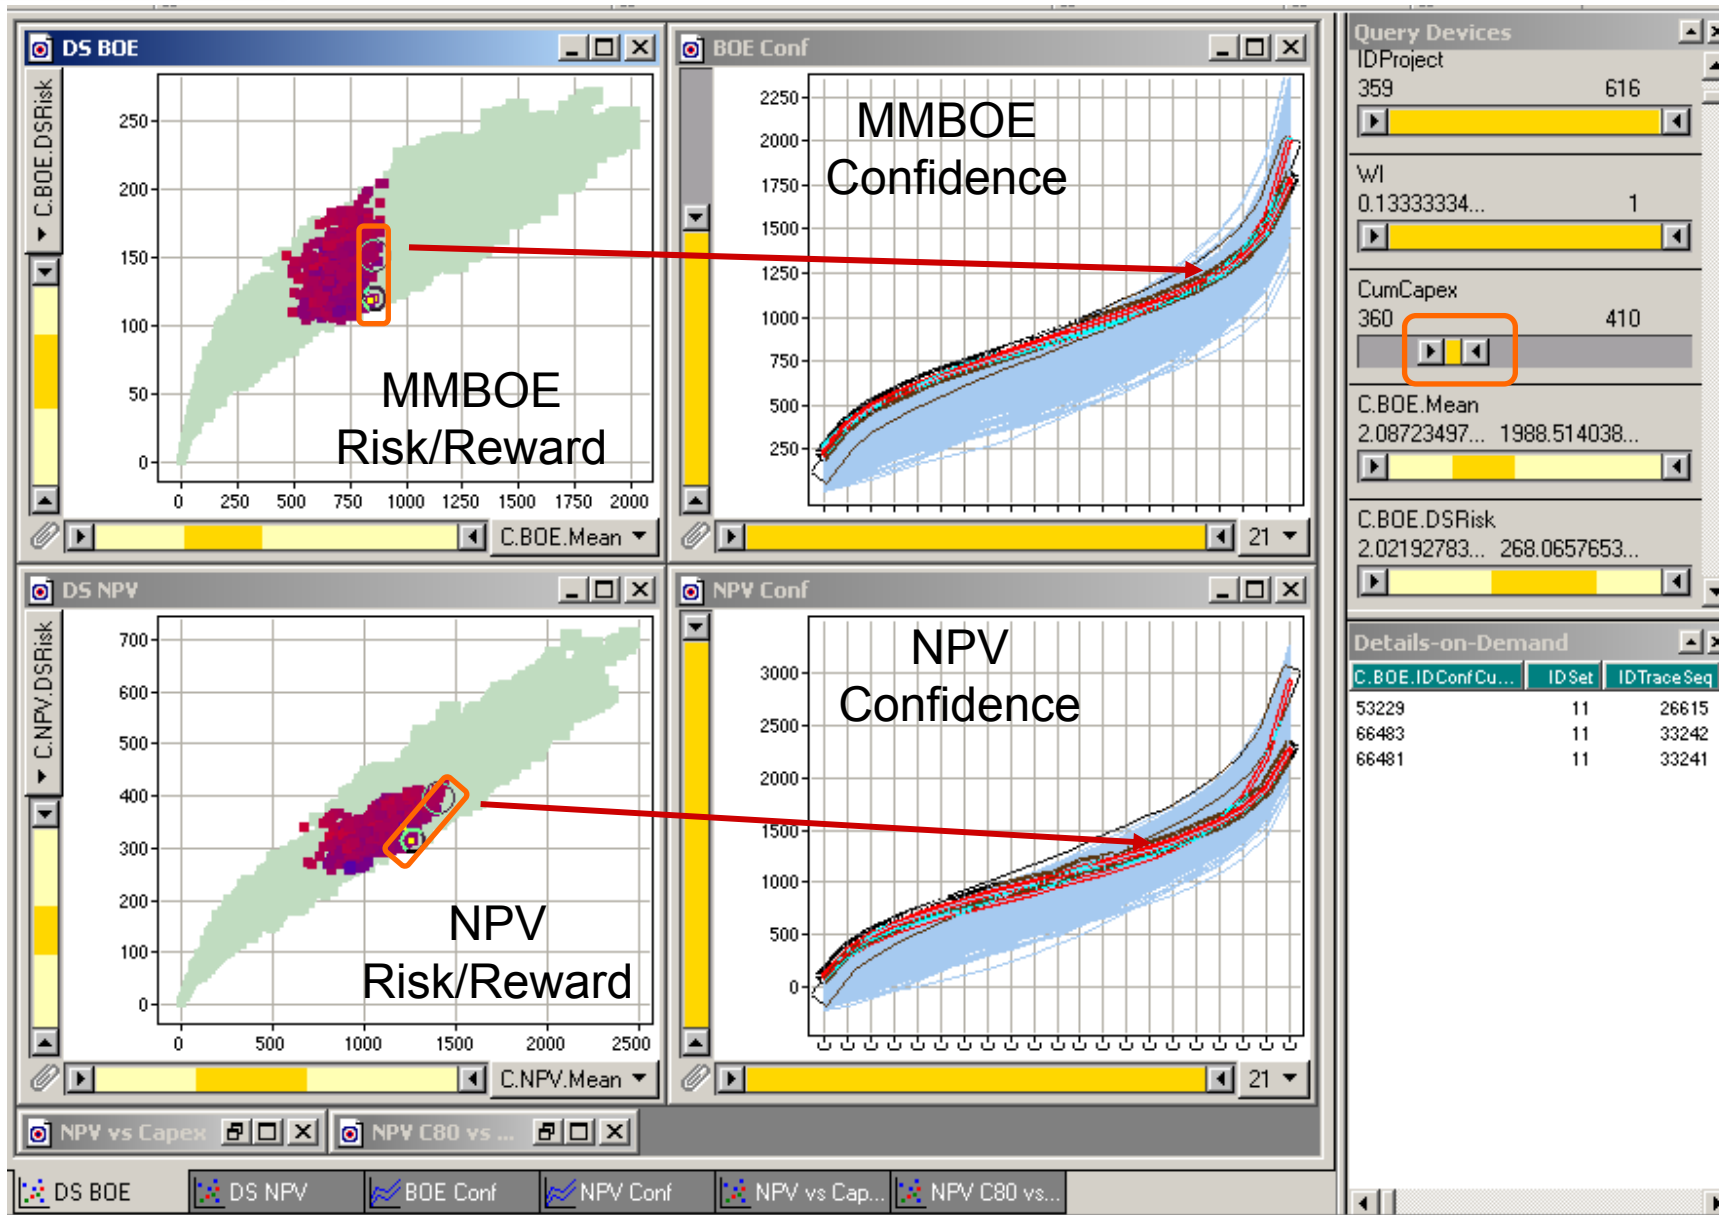 DS BOE
C.BOE.DSRisk
250
200
150
100
50
0
0 250 500 750 1000 1250 1500 1750 2000
C.BOE.Mean
MMBOE
Risk/Reward
BOE Conf
2250
2000
1750
1500
1250
1000
750
500
250
MMBOE
Confidence
21
DS NPV
C.NPV.DSRisk
700
600
500
400
300
200
100
0
0 500 1000 1500 2000 2500
C.NPV.Mean
NPV
Risk/Reward
NPV Conf
3000
2500
2000
1500
1000
500
0
NPV
Confidence
21
NPV vs Capex
NPV C80 vs ...
DS BOE
DS NPV
BOE Conf
NPV Conf
NPV vs Cap...
NPV C80 vs...
Query Devices
IDProject
359 616
WI
0.13333334... 1
CumCapex
360 410
C.BOE.Mean
2.08723497... 1988.514038...
C.BOE.DSRisk
2.02192783... 268.0657653...
Details-on-Demand
C.BOE.IDConfCu... IDSet IDTraceSeq
53229 11 26615
66483 11 33242
66481 11 33241